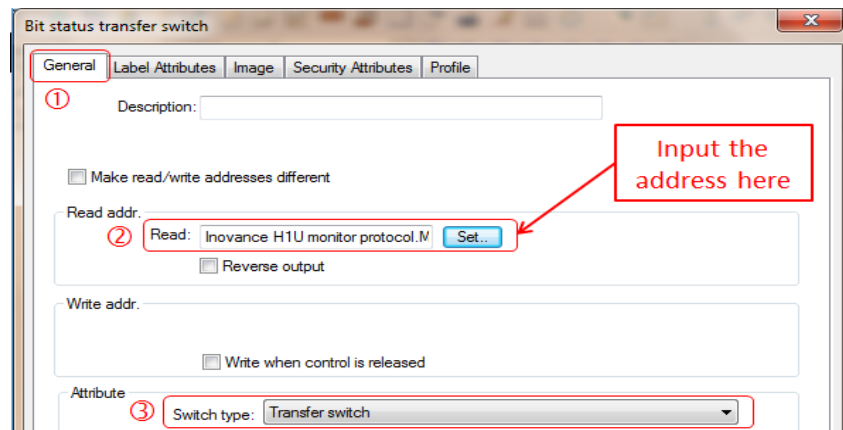 Bit status transfer switch
General Label Attributes Image Security Attributes Profile
① Description:
Input the
address here
Make read/write addresses different
Read addr.
② Read: Inovance H1U monitor protocol.M Set..
Reverse output
Write addr.
Write when control is released
Attribute
③ Switch type: Transfer switch